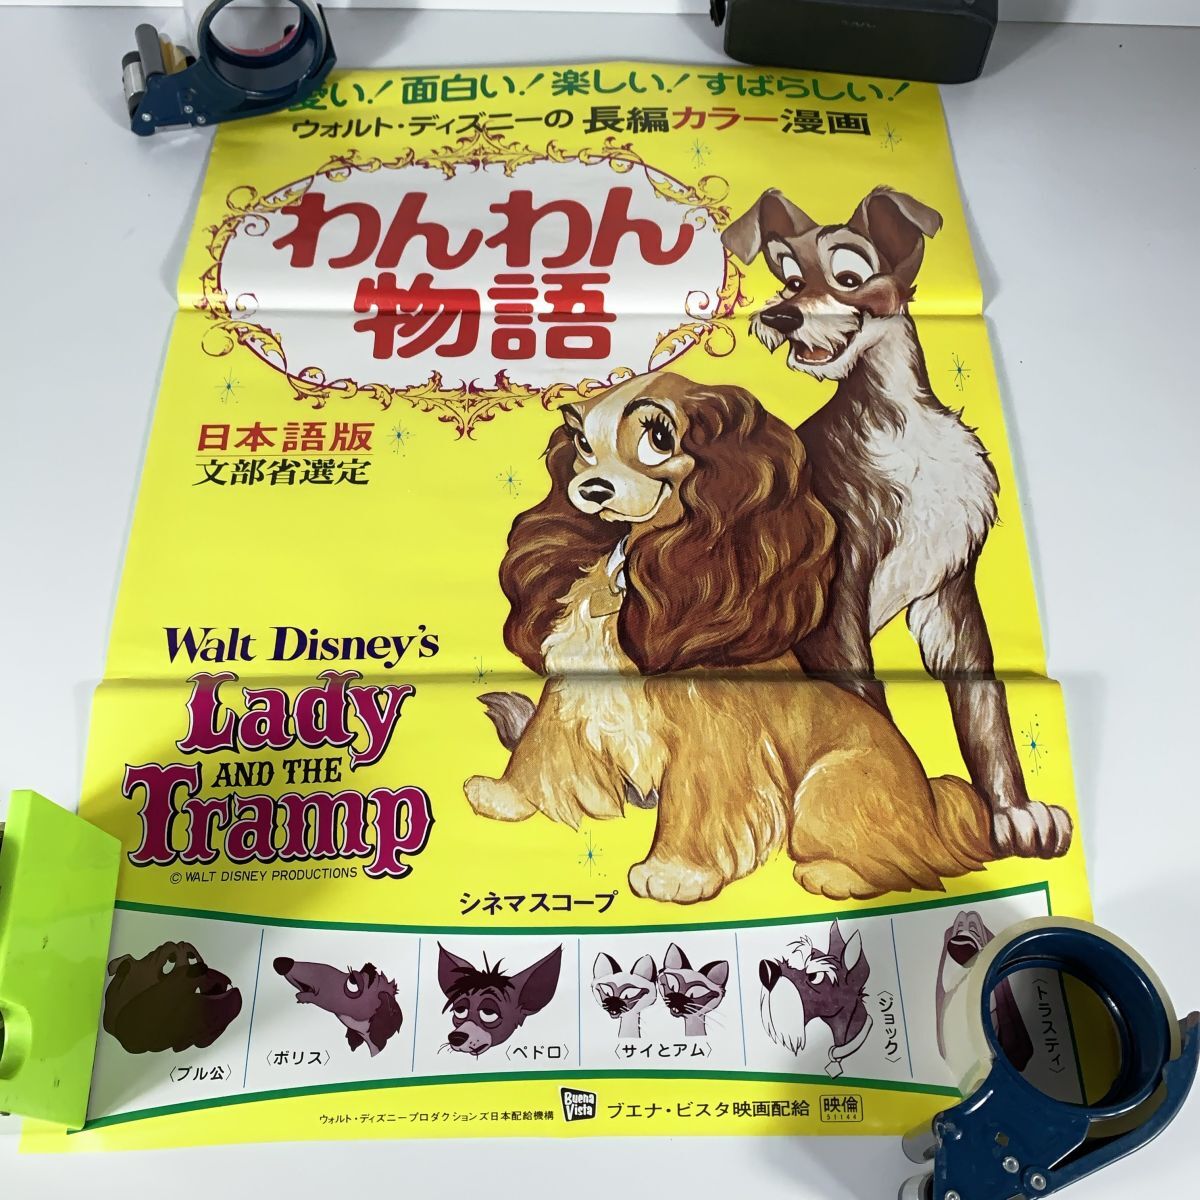 愛い!面白い!楽しい!すばらしい!
ウォルト・ディズニーの 長編カラー漫画
わんわん
物語
日本語版
文部省選定
Walt Disney's
Lady
AND THE
Tramp
© WALT DISNEY PRODUCTIONS
シネマスコープ
〈ブル公〉
〈ボリス〉
〈ペドロ〉
〈サイとアム〉
〈ジョック〉
〈トラスティ〉
ウォルト・ディズニープロダクションズ日本配給機構
Buena Vista
ブエナ・ビスタ映画配給
映倫
51144